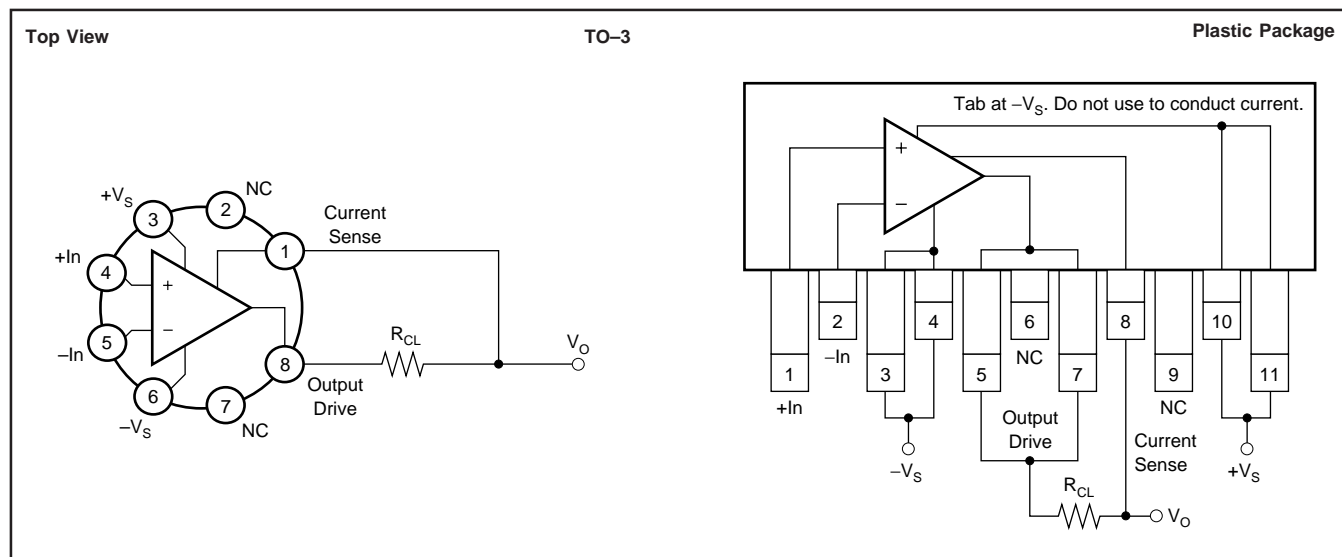 Top View
TO–3
Plastic Package
+VS
3
NC
2
Current
Sense
1
+In
4
+
–
5
–In
6
–VS
7
NC
8
Output
Drive
RCL
VO
Tab at –VS. Do not use to conduct current.
+
–
1
+In
2
–In
3
4
5
6
NC
7
8
9
NC
10
11
–VS
Output
Drive
Current
Sense
+VS
RCL
VO